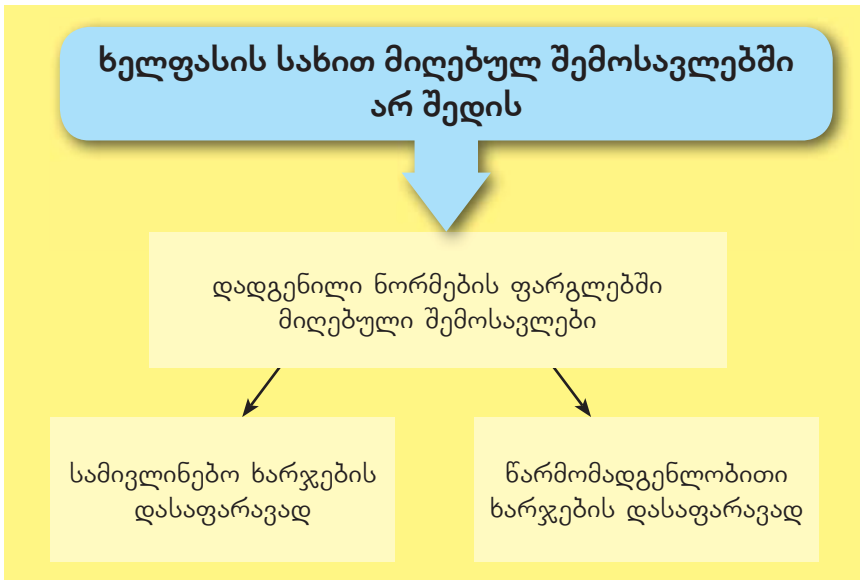 ხელფასის სახით მიღებულ შემოსავლებში
არ შედის
დადგენილი ნორმების ფარგლებში
მიღებული შემოსავლები
სამივლინებო ხარჯების
დასაფარავად
წარმომადგენლობითი
ხარჯების დასაფარავად